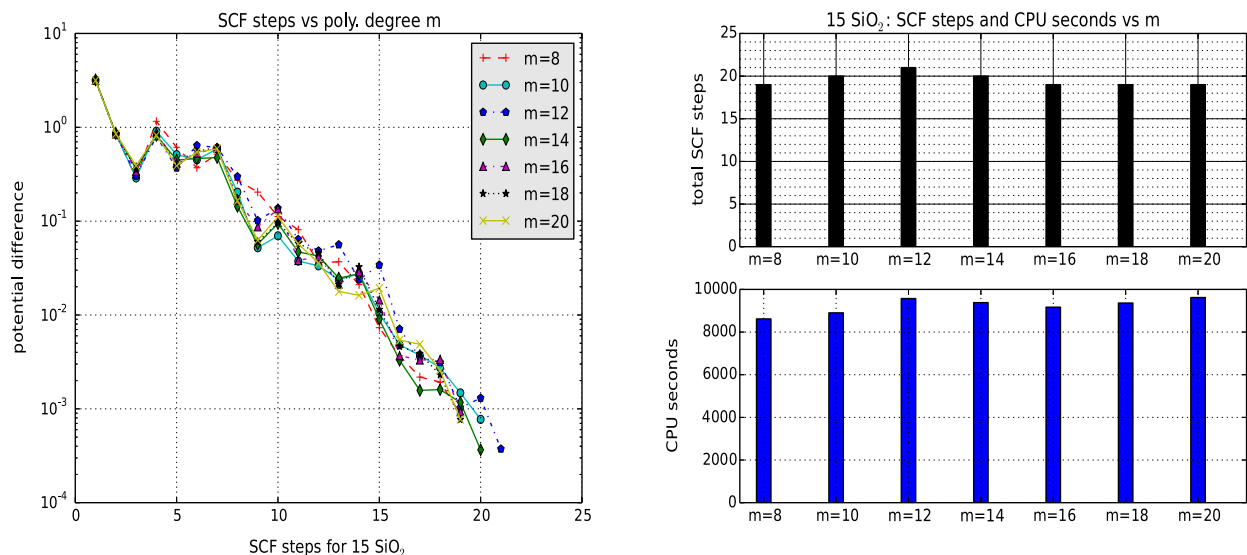 SCF steps vs poly. degree m
10^1
10^0
10^-1
10^-2
10^-3
10^-4
potential difference
m=8
m=10
m=12
m=14
m=16
m=18
m=20
0 5 10 15 20 25
SCF steps for 15 SiO2
15 SiO2: SCF steps and CPU seconds vs m
25
20
15
10
5
0
total SCF steps
m=8 m=10 m=12 m=14 m=16 m=18 m=20
10000
8000
6000
4000
2000
0
CPU seconds
m=8 m=10 m=12 m=14 m=16 m=18 m=20